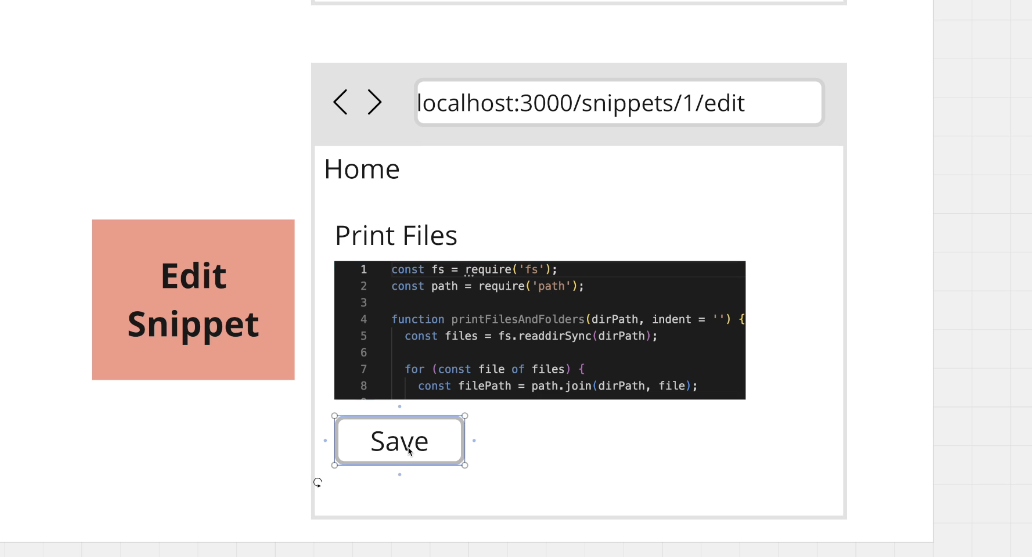 localhost:3000/snippets/1/edit
Home
Edit
Snippet
Print Files
1 const fs = require('fs');
2 const path = require('path');
3
4 function printFilesAndFolders(dirPath, indent = '') {
5 const files = fs.readdirSync(dirPath);
6
7 for (const file of files) {
8 const filePath = path.join(dirPath, file);
Save